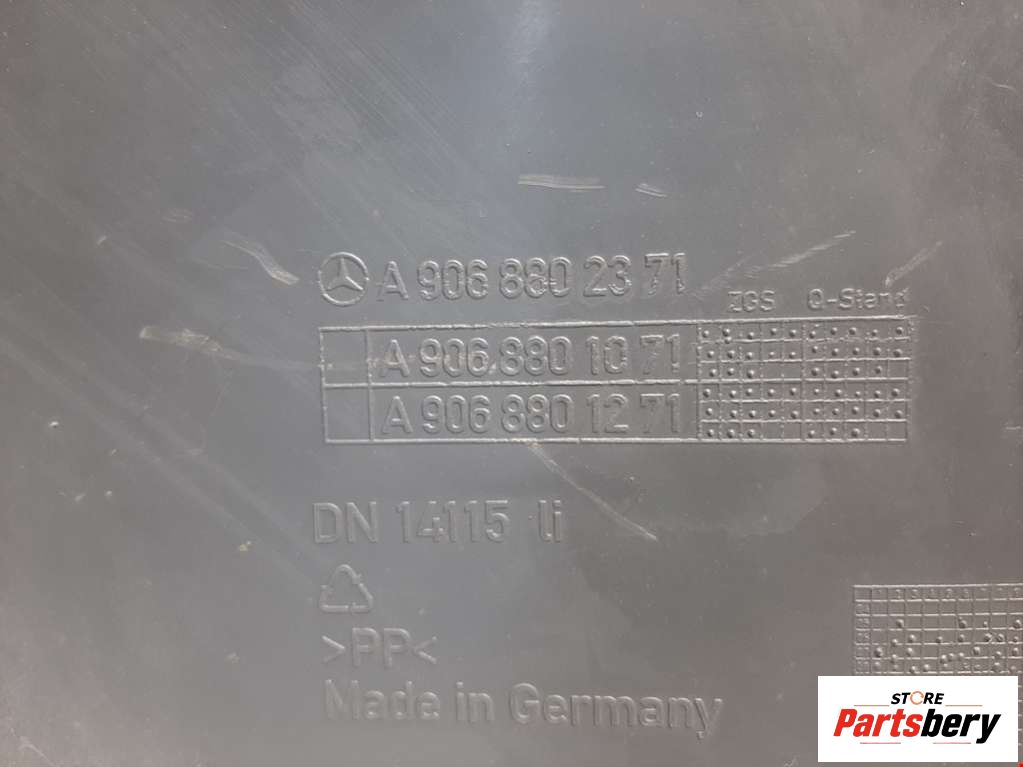 A 906 880 23 71
ZGS Q-Stand
A 906 880 10 71
A 906 880 12 71
DN 14115 li
>PP<
Made in Germany
STORE
Partsbery